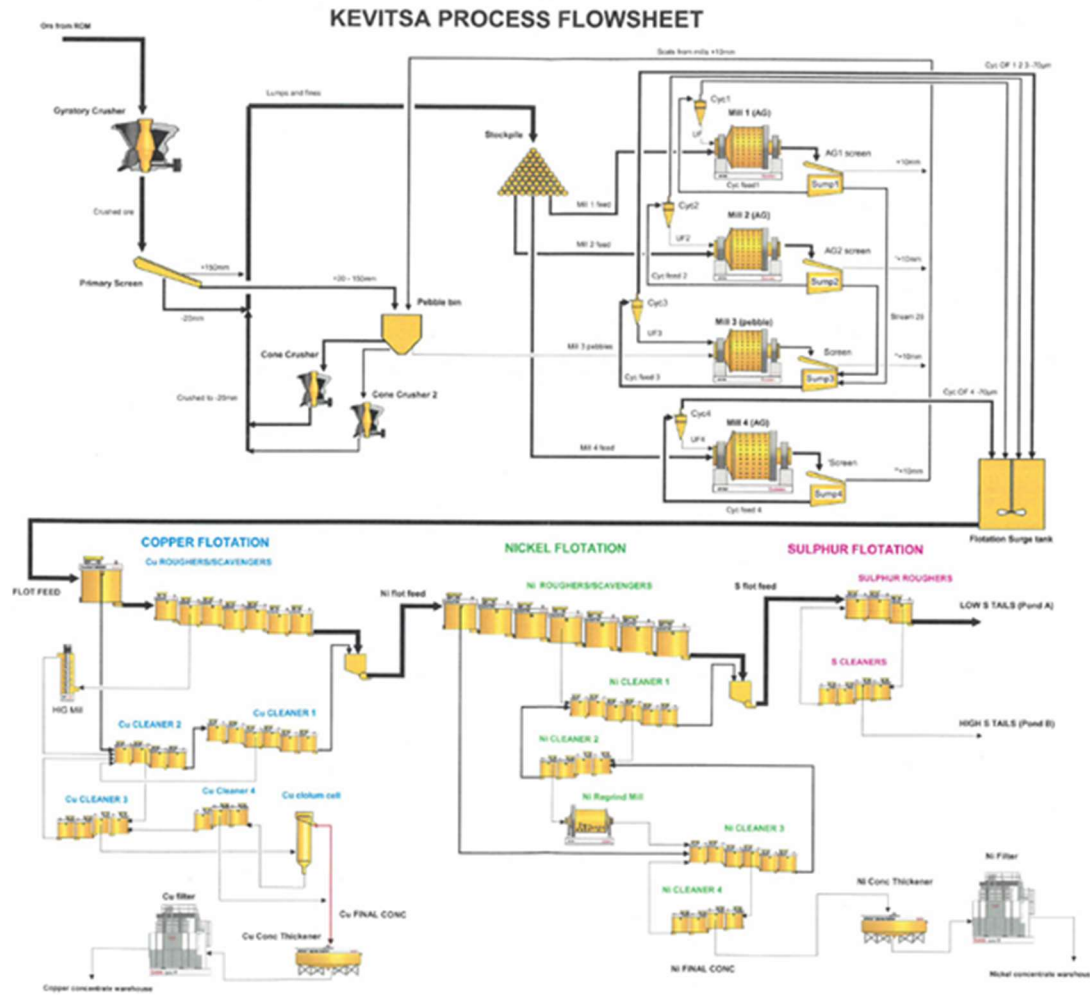 KEVITSA PROCESS FLOWSHEET
Ore from ROM
Gyratory Crusher
Crushed ore
Primary Screen
+150mm
-20mm
+20 - 150mm
Lumps and fines
Stockpile
Pebble bin
Cone Crusher
Cone Crusher 2
Crushed to -20mm
Scats from mills +10mm
Cyc OF 1 2 3 -70µm
Cyc1
UF
Mill 1 (AG)
AG1 screen
+10mm
Sump1
Cyc feed1
Mill 1 feed
Cyc2
UF2
Mill 2 (AG)
AG2 screen
"+10mm
Sump2
Cyc feed 2
Mill 2 feed
Cyc3
UF3
Mill 3 (pebble)
Screen
"+10mm
Sump3
Cyc feed 3
Mill 3 pebbles
Cyc OF 4 -70µm
Cyc4
UF4
Mill 4 (AG)
'Screen
"+10mm
Sump4
Cyc feed 4
Mill 4 feed
Flotation Surge tank
COPPER FLOTATION
Cu ROUGHERS/SCAVENGERS
FLOT FEED
HIG Mill
Cu CLEANER 2
Cu CLEANER 1
Cu CLEANER 3
Cu Cleaner 4
Cu clolum cell
Cu filter
Cu FINAL CONC
Cu Conc Thickener
Copper concentrate warehouse
NICKEL FLOTATION
Ni ROUGHERS/SCAVENGERS
Ni flot feed
Ni CLEANER 1
Ni CLEANER 2
Ni Regrind Mill
Ni CLEANER 3
Ni CLEANER 4
Ni FINAL CONC
Ni Conc Thickener
Ni Filter
Nickel concentrate warehouse
SULPHUR FLOTATION
SULPHUR ROUGHERS
S flot feed
LOW S TAILS (Pond A)
S CLEANERS
HIGH S TAILS (Pond B)